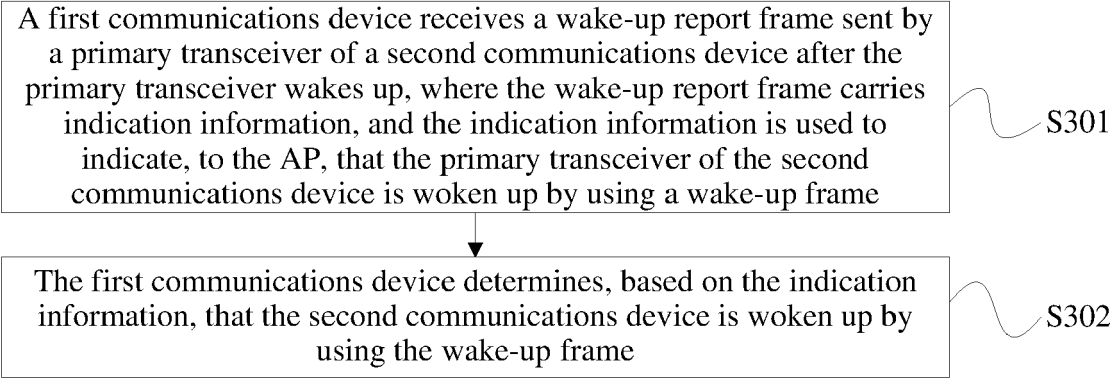 A first communications device receives a wake-up report frame sent by
a primary transceiver of a second communications device after the
primary transceiver wakes up, where the wake-up report frame carries
indication information, and the indication information is used to
indicate, to the AP, that the primary transceiver of the second
communications device is woken up by using a wake-up frame
S301
The first communications device determines, based on the indication
information, that the second communications device is woken up by
using the wake-up frame
S302